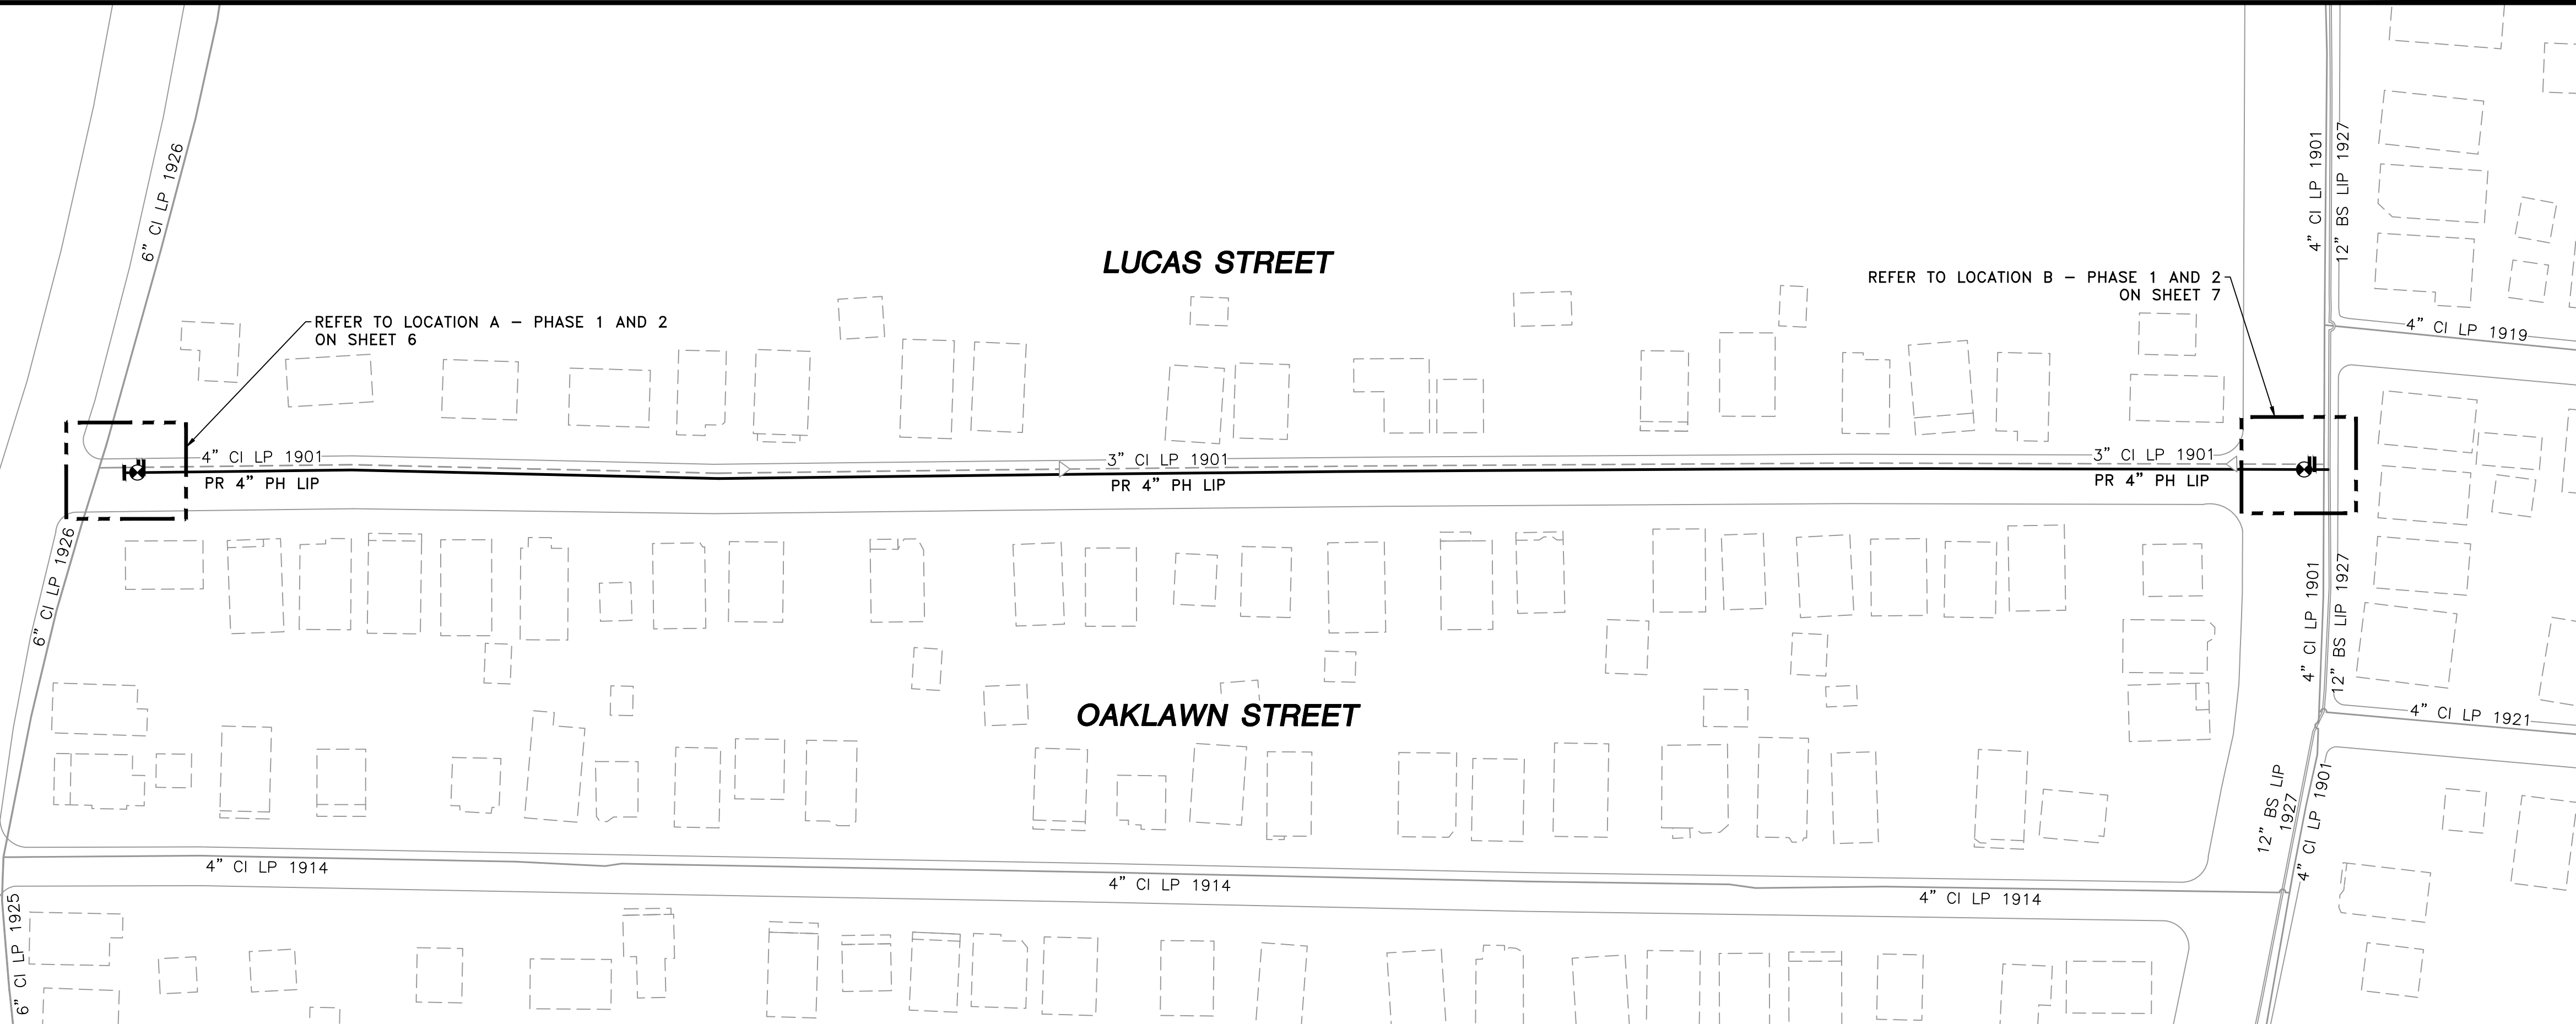 6" CI LP 1926
4" CI LP 1901
12" BS LIP 1927
LUCAS STREET
REFER TO LOCATION B – PHASE 1 AND 2
ON SHEET 7
REFER TO LOCATION A – PHASE 1 AND 2
ON SHEET 6
4" CI LP 1919
4" CI LP 1901
3" CI LP 1901
3" CI LP 1901
PR 4" PH LIP
PR 4" PH LIP
PR 4" PH LIP
6" CI LP 1926
4" CI LP 1901
12" BS LIP 1927
OAKLAWN STREET
4" CI LP 1921
12" BS LIP
1927
4" CI LP 1901
4" CI LP 1914
4" CI LP 1914
4" CI LP 1914
6" CI LP 1925